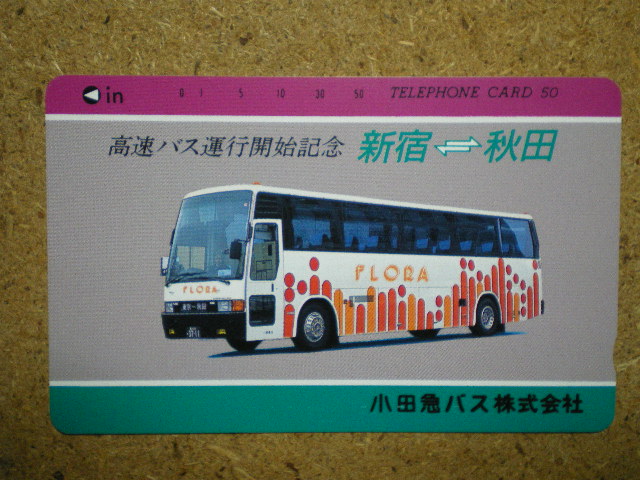 in
0 1 5 10 30 50
TELEPHONE CARD 50
高速バス運行開始記念 新宿⇌秋田
FLORA
FLORA
小田急バス株式会社